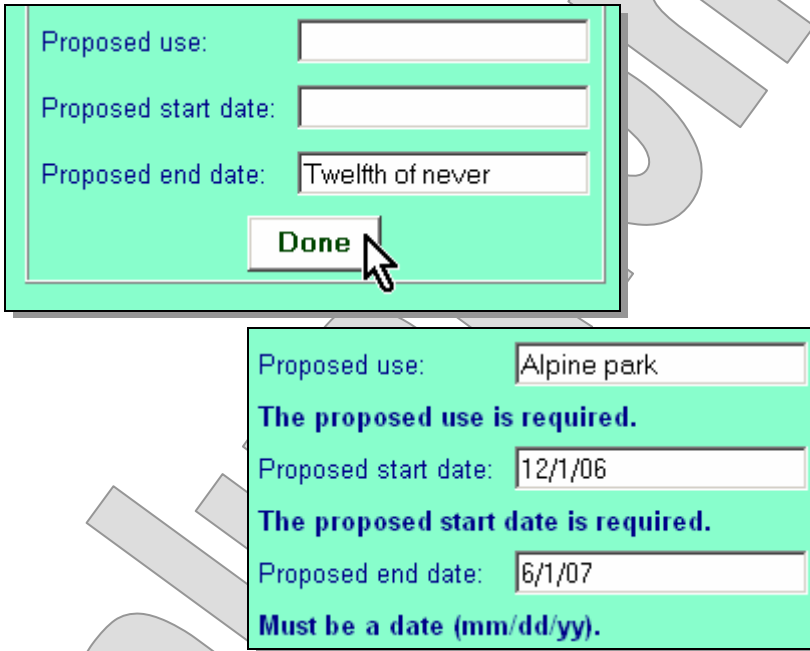 Proposed use:
Proposed start date:
Proposed end date: Twelfth of never
Done
Proposed use: Alpine park
The proposed use is required.
Proposed start date: 12/1/06
The proposed start date is required.
Proposed end date: 6/1/07
Must be a date (mm/dd/yy).